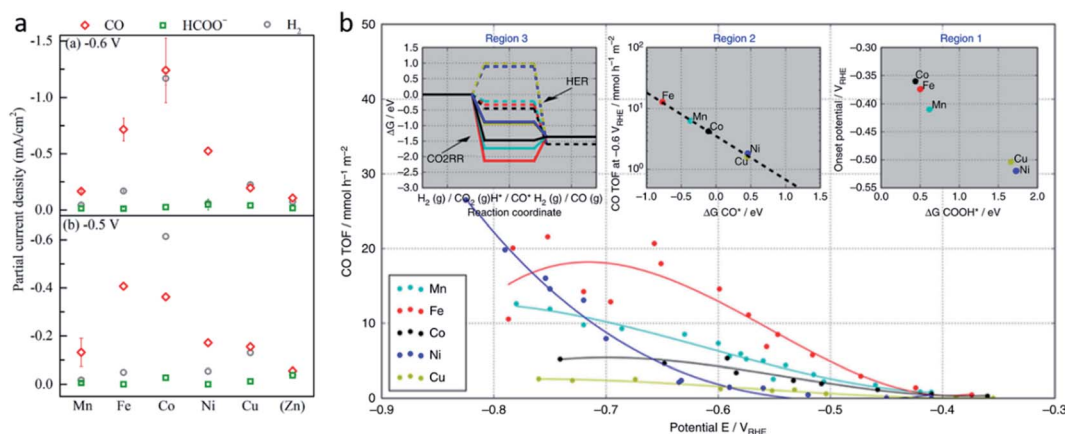 a
CO HCOO⁻ H₂
(a) -0.6 V
-1.5
-1.0
-0.5
0.0
(b) -0.5 V
-0.6
-0.4
-0.2
0.0
Partial current density (mA/cm²)
Mn Fe Co Ni Cu (Zn)
b
50
40
30
20
10
0
CO TOF / mmol h⁻¹ m⁻²
−0.9 −0.8 −0.7 −0.6 −0.5 −0.4 −0.3
Potential E / V_RHE
Region 3
1.5
1.0
0.5
0.0
−0.5
−1.0
−1.5
−2.0
−2.5
−3.0
ΔG / eV
HER
CO2RR
H₂ (g) / CO₂ (g)H* / CO* H₂ (g) / CO (g)
Reaction coordinate
Region 2
10²
10¹
10⁰
CO TOF at −0.6 V_RHE / mmol h⁻¹ m⁻²
Fe
Mn
Co
Ni
Cu
−1.0 −0.5 0.0 0.5 1.0 1.5
ΔG CO* / eV
Region 1
−0.30
−0.35
−0.40
−0.45
−0.50
−0.55
Onset potential / V_RHE
Co
Fe
Mn
Cu
Ni
0.0 0.5 1.0 1.5 2.0
ΔG COOH* / eV
Mn
Fe
Co
Ni
Cu